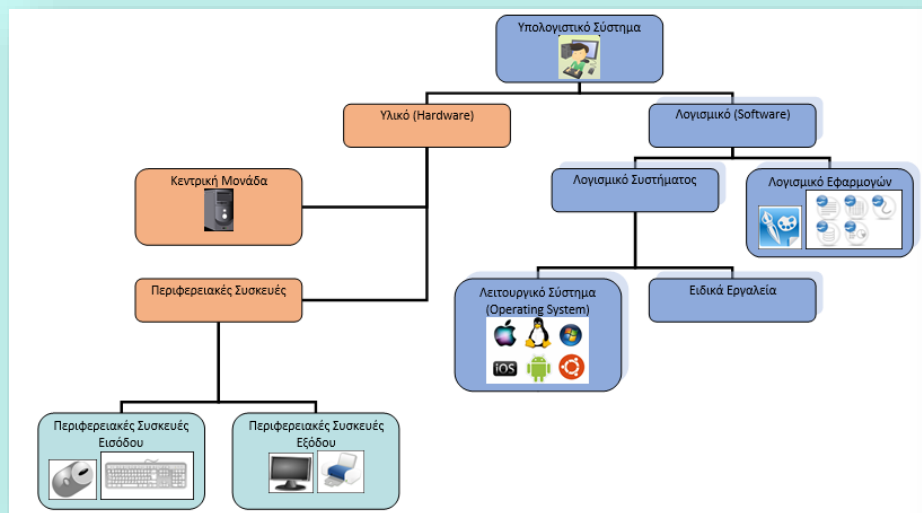 Υπολογιστικό Σύστημα
Υλικό (Hardware)
Λογισμικό (Software)
Κεντρική Μονάδα
Λογισμικό Συστήματος
Λογισμικό Εφαρμογών
Περιφερειακές Συσκευές
Λειτουργικό Σύστημα
(Operating System)
iOS
Ειδικά Εργαλεία
Περιφερειακές Συσκευές
Εισόδου
Περιφερειακές Συσκευές
Εξόδου